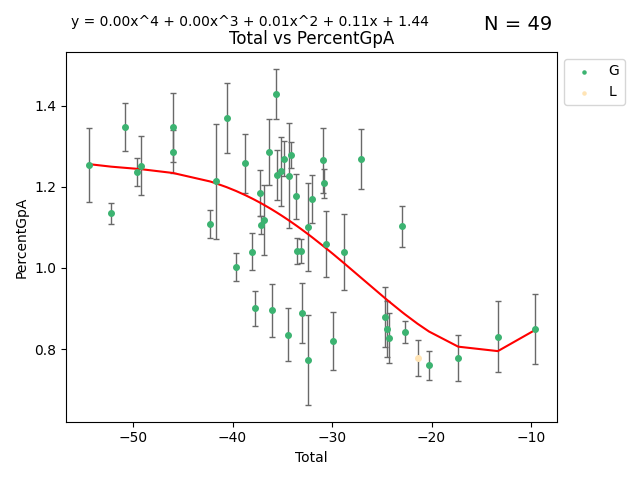 y = 0.00x^4 + 0.00x^3 + 0.01x^2 + 0.11x + 1.44
N = 49
Total vs PercentGpA
G
L
PercentGpA
1.4
1.2
1.0
0.8
−50
−40
−30
−20
−10
Total